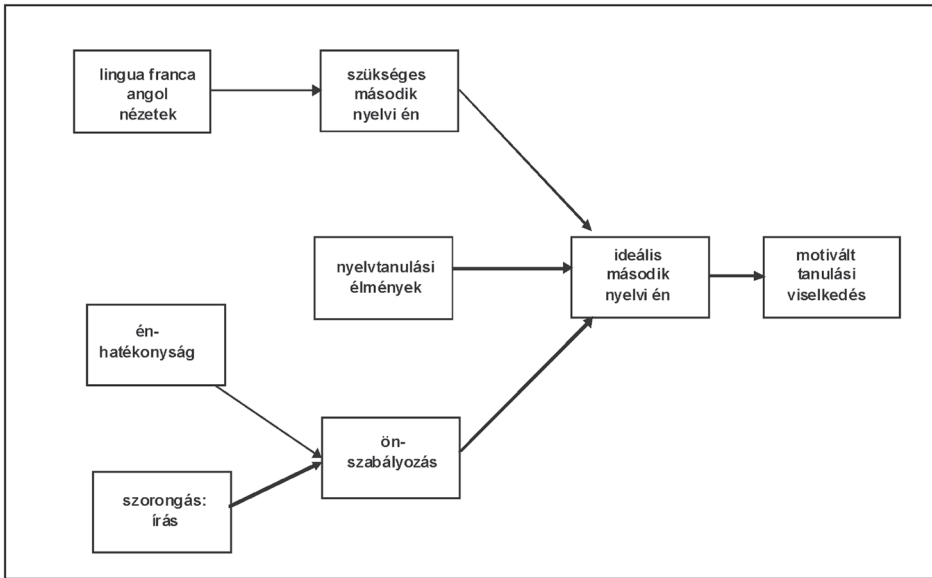 lingua franca
angol
nézetek
szükséges
második
nyelvi én
nyelvtanulási
élmények
ideális
második
nyelvi én
motivált
tanulási
viselkedés
én-
hatékonyság
ön-
szabályozás
szorongás:
írás